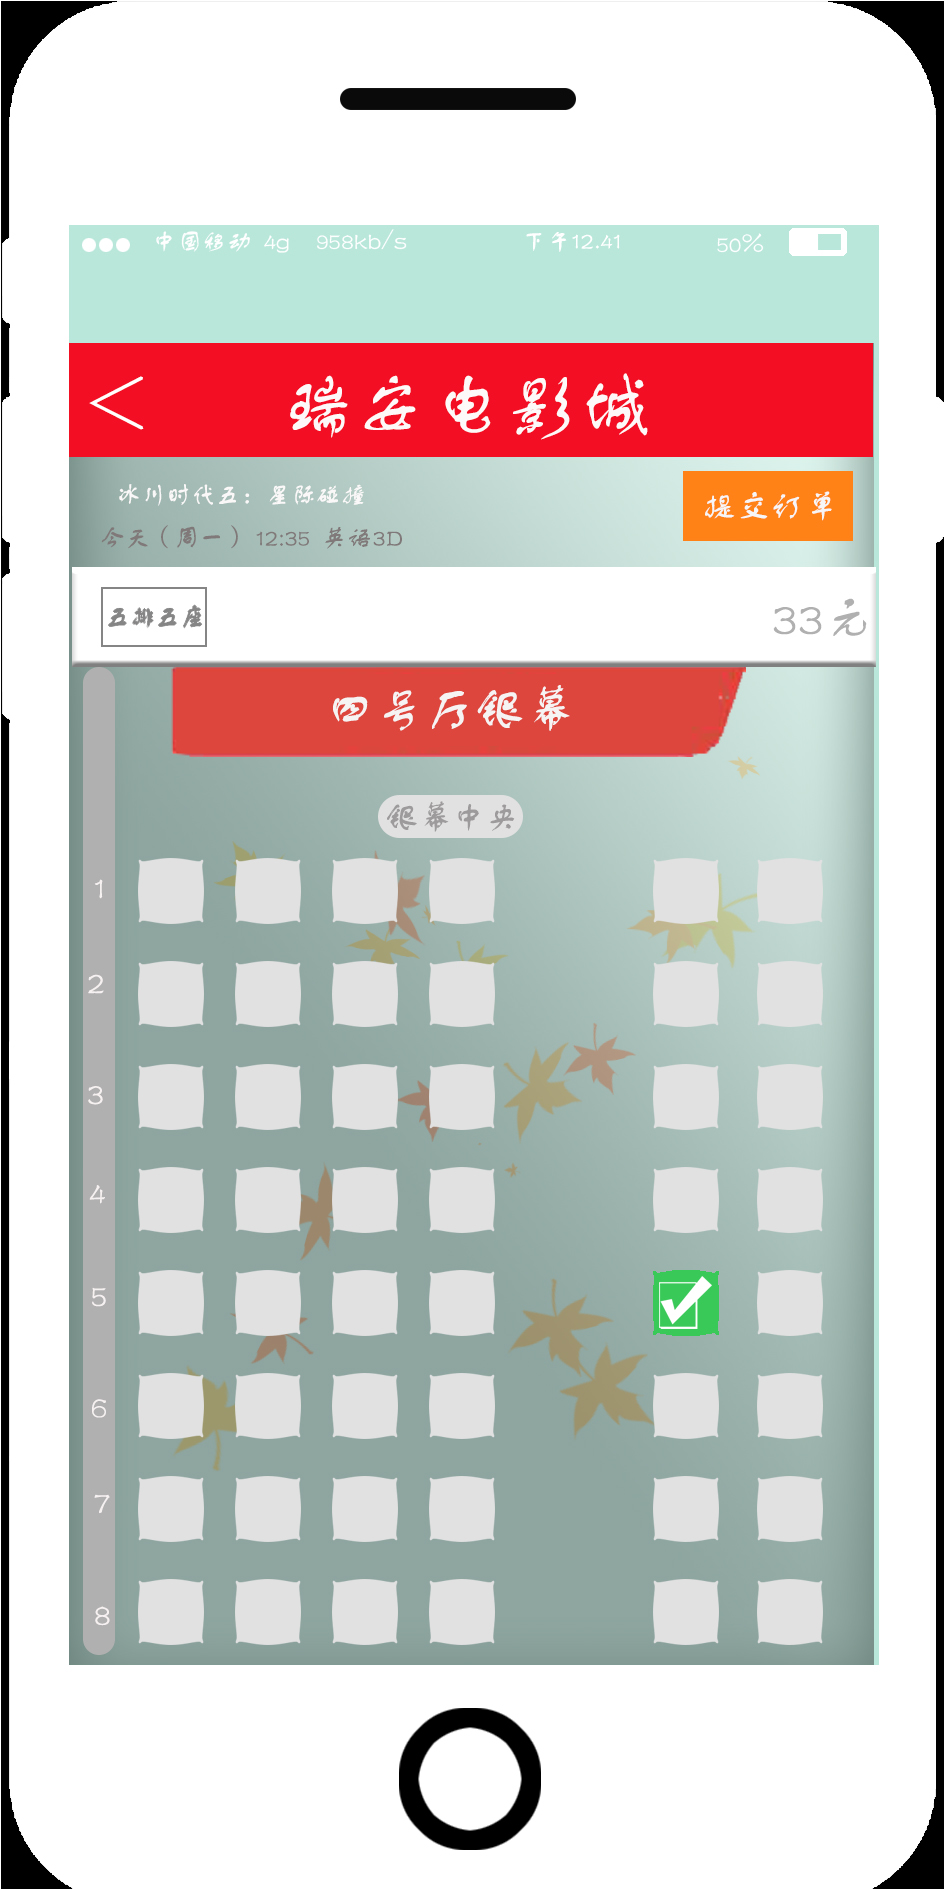 中国移动 4g 958kb/s 下午12.41 50%
瑞安电影城
冰川时代五：星际碰撞
提交订单
今天（周一） 12:35 英语3D
五排五座 33元
四号厅银幕
银幕中央
1
2
3
4
5
6
7
8